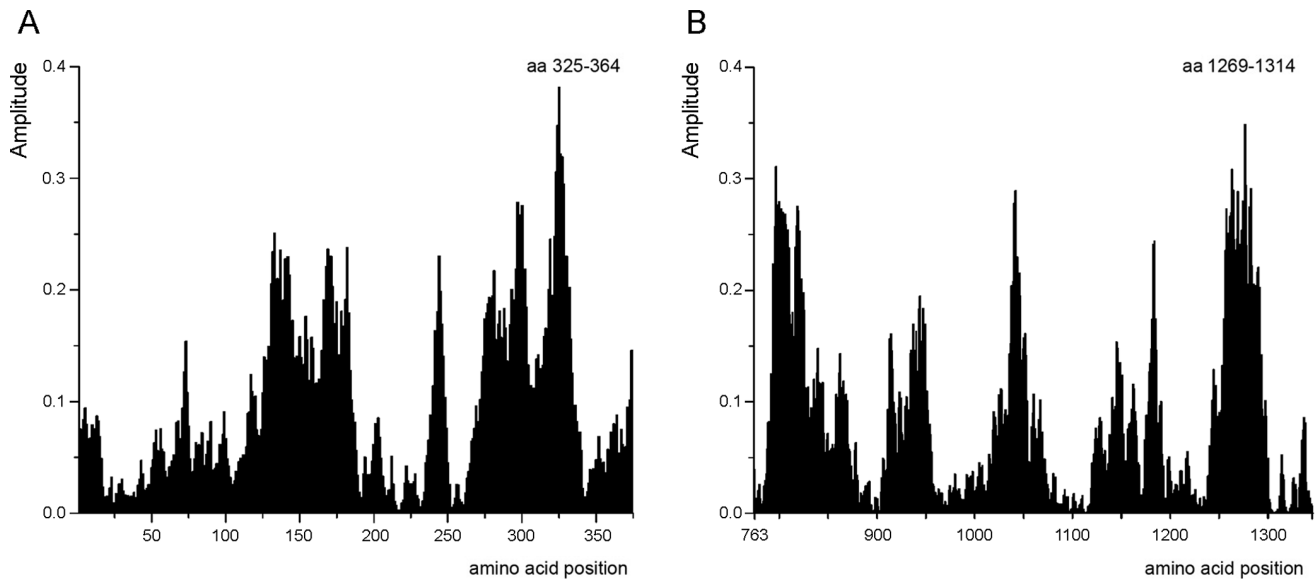 A
Amplitude
aa 325-364
0.4
0.3
0.2
0.1
0.0
50 100 150 200 250 300 350
amino acid position
B
Amplitude
aa 1269-1314
0.4
0.3
0.2
0.1
0.0
763 900 1000 1100 1200 1300
amino acid position